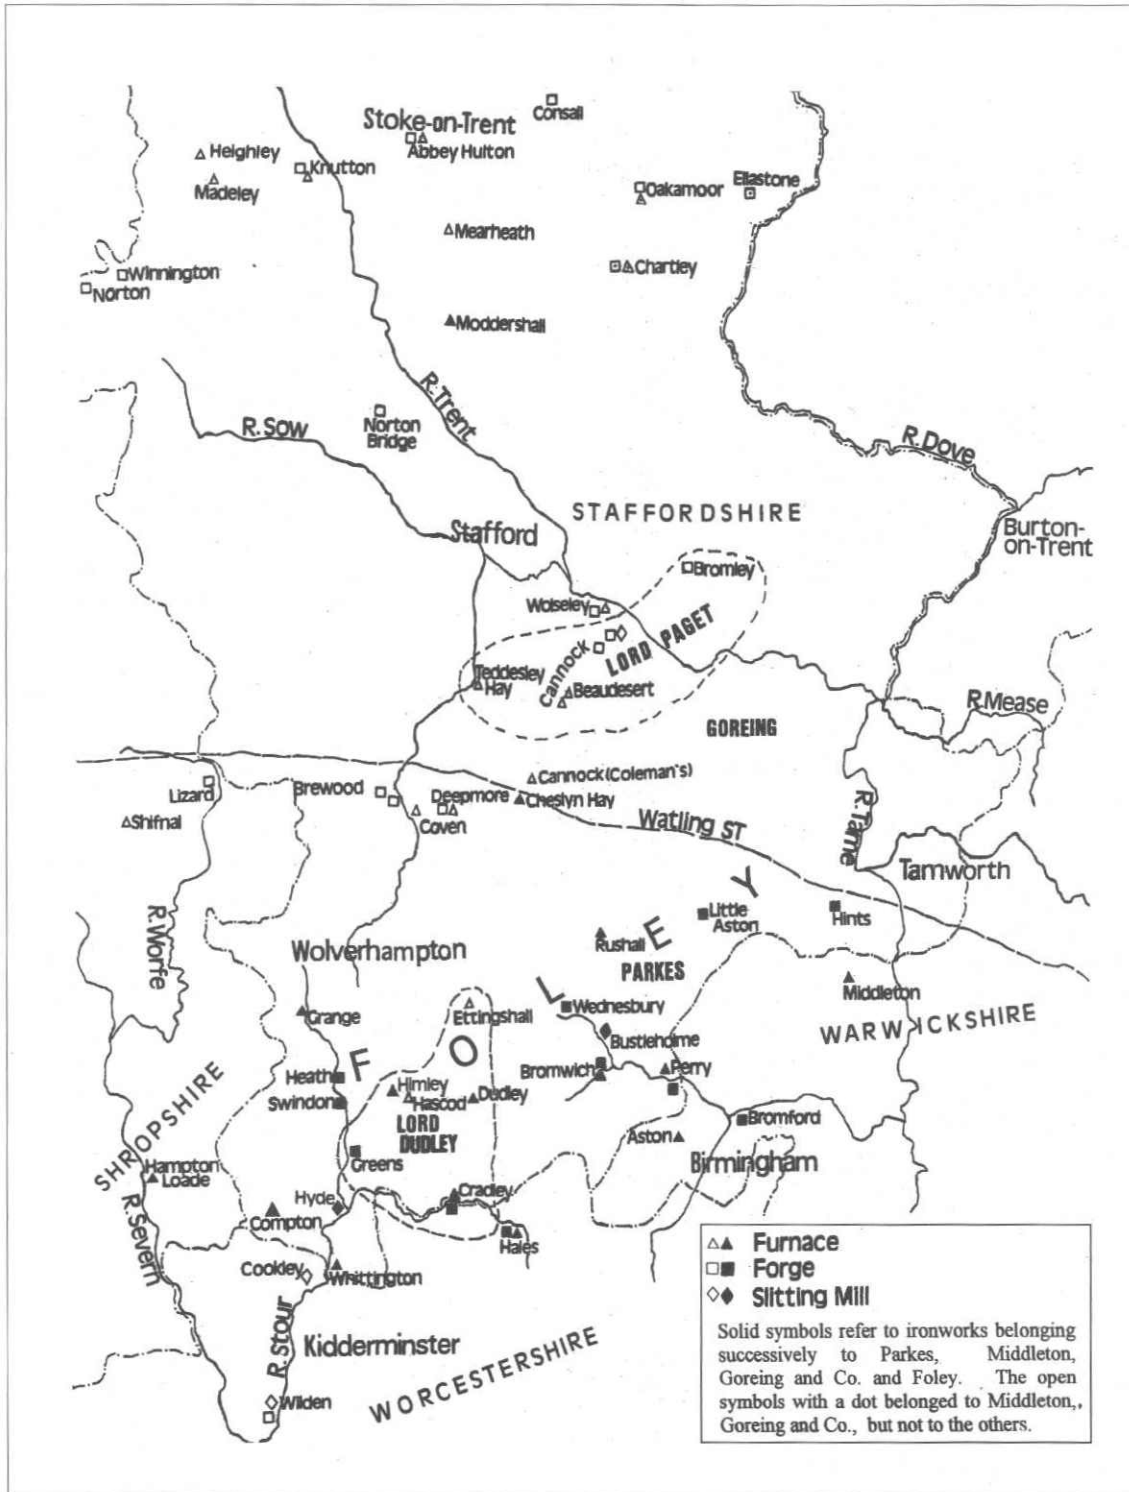 Consall
Stoke-on-Trent
Abbey Hulton
Heighley
Knutton
Madeley
Oakamoor
Ellastone
Mearheath
Chartley
Winnington
Norton
Moddershall
R.Trent
R.Sow
Norton
Bridge
R.Dove
STAFFORDSHIRE
Stafford
Burton-
on-Trent
Bromley
Wolseley
LORD PAGET
Cannock
Teddesley
Hay
Beaudesert
R.Mease
GOREING
Cannock (Coleman's)
Lizard
Brewood
Deepmore
Cheslyn Hay
Shifnal
Coven
Watling ST
R.Tame
Tamworth
Little
Aston
Hints
R.Worfe
Wolverhampton
Rushall
PARKES
Middleton
Wednesbury
Ettingshall
WARWICKSHIRE
Grange
Bustleholme
F O L E Y
Heath
Himley
Bromwich
Perry
Swindon
Hascod
Dudley
Bromford
LORD
DUDLEY
SHROPSHIRE
Aston
Greens
Birmingham
Hampton
Loade
Hyde
Cradley
Compton
R.Severn
Hales
Cookley
Whittington
R.Stour
Kidderminster
WORCESTERSHIRE
Wilden
Furnace
Forge
Slitting Mill
Solid symbols refer to ironworks belonging
successively to Parkes, Middleton,
Goreing and Co. and Foley. The open
symbols with a dot belonged to Middleton,,
Goreing and Co., but not to the others.